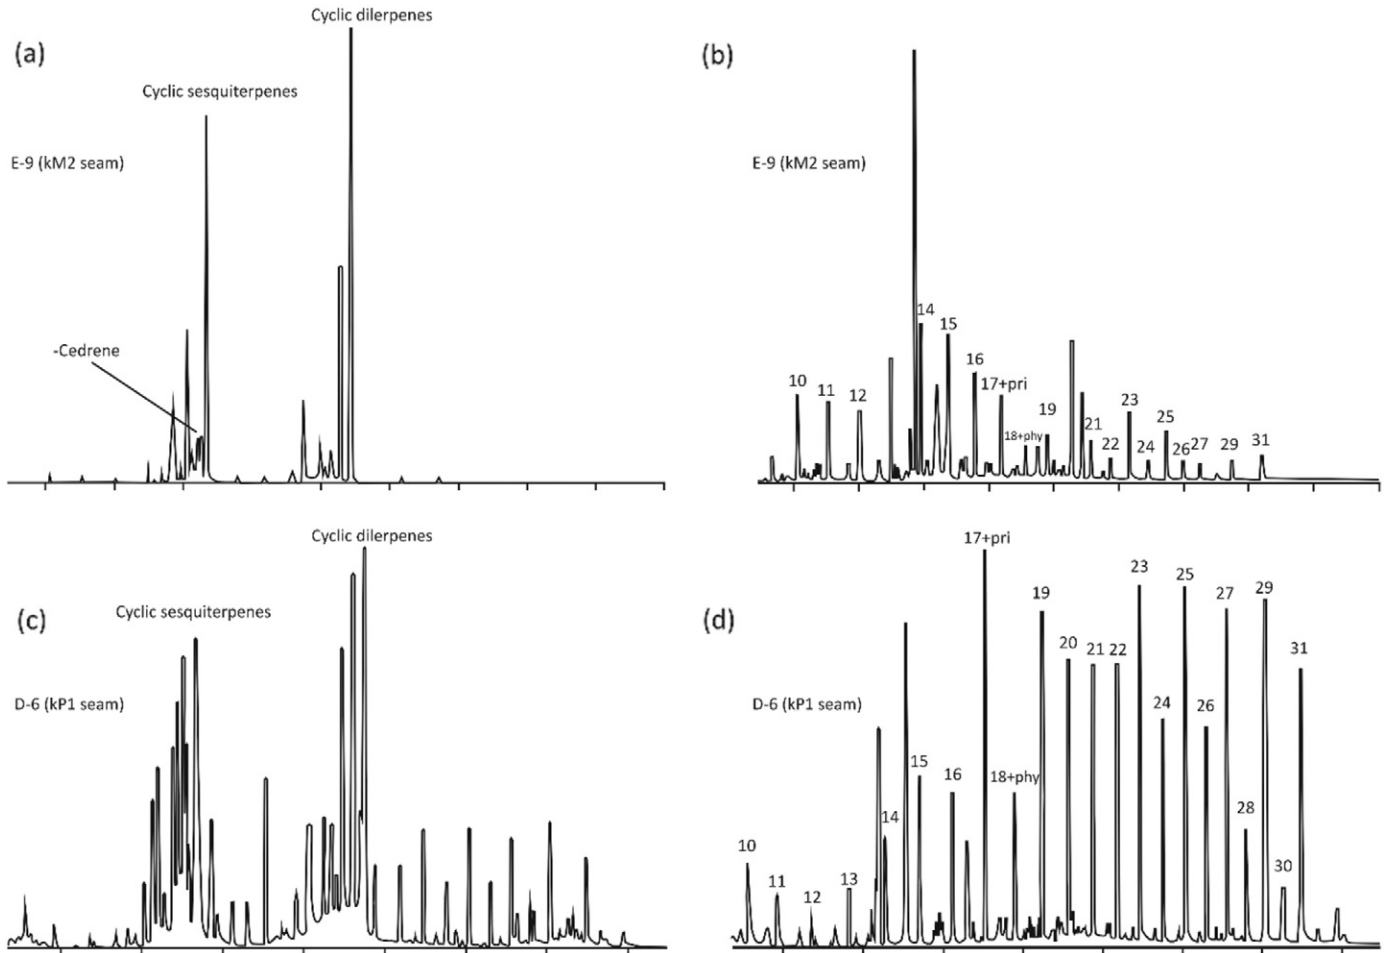 (a)
Cyclic dilerpenes
Cyclic sesquiterpenes
E-9 (kM2 seam)
-Cedrene
(b)
E-9 (kM2 seam)
10
11
12
14
15
16
17+pri
18+phy
19
21
22
23
24
25
26
27
29
31
(c)
Cyclic dilerpenes
Cyclic sesquiterpenes
D-6 (kP1 seam)
(d)
D-6 (kP1 seam)
10
11
12
13
14
15
16
17+pri
18+phy
19
20
21
22
23
24
25
26
27
28
29
30
31